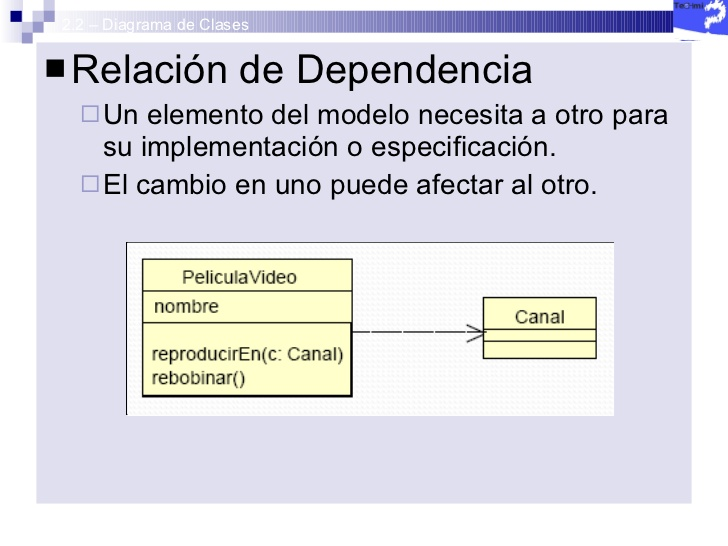 2.2 – Diagrama de Clases
Relación de Dependencia
Un elemento del modelo necesita a otro para
su implementación o especificación.
El cambio en uno puede afectar al otro.
PeliculaVideo
nombre
reproducirEn(c: Canal)
rebobinar()
Canal